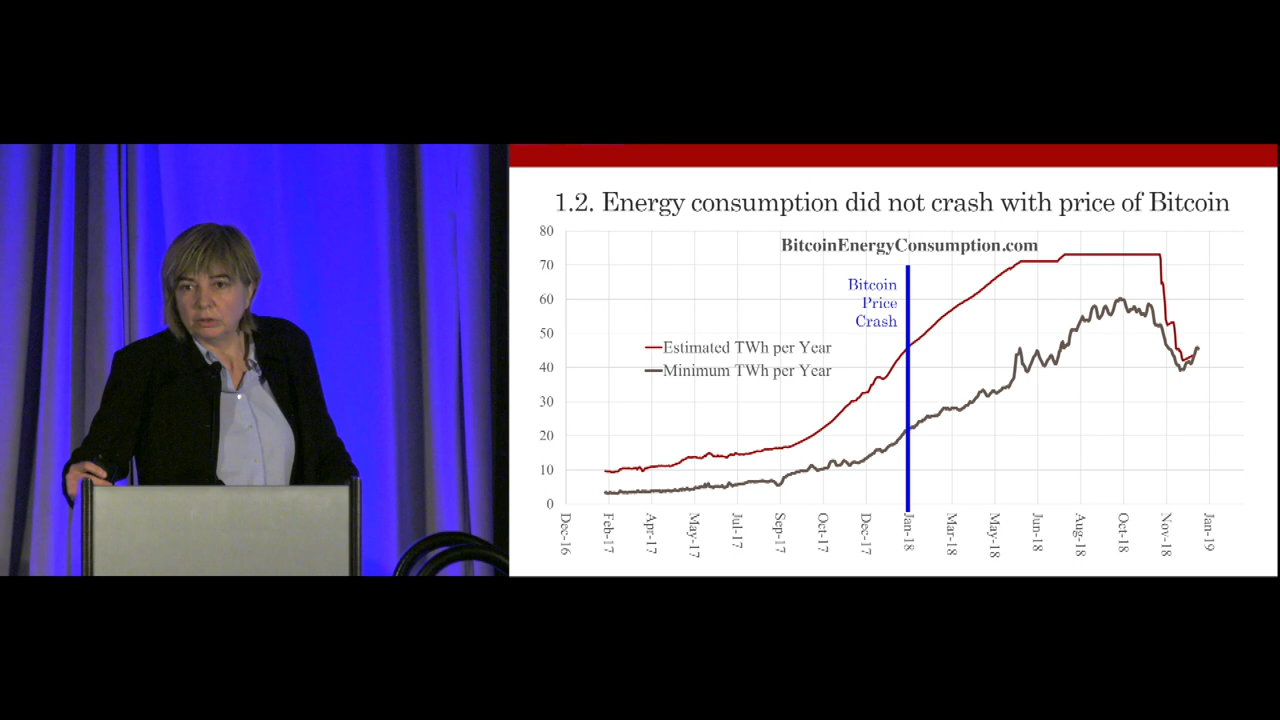 1.2. Energy consumption did not crash with price of Bitcoin
BitcoinEnergyConsumption.com
80
70
60
50
40
30
20
10
0
Bitcoin
Price
Crash
Estimated TWh per Year
Minimum TWh per Year
Dec-16
Feb-17
Apr-17
May-17
Jul-17
Sep-17
Oct-17
Dec-17
Jan-18
Mar-18
May-18
Jun-18
Aug-18
Oct-18
Nov-18
Jan-19